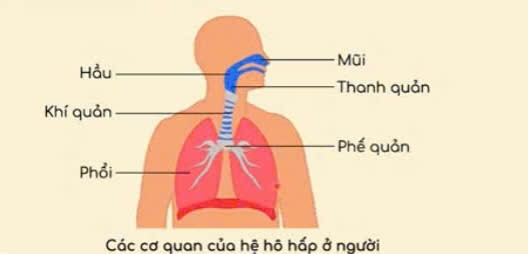 Mũi
Hầu
Thanh quản
Khí quản
Phế quản
Phổi
Các cơ quan của hệ hô hấp ở người